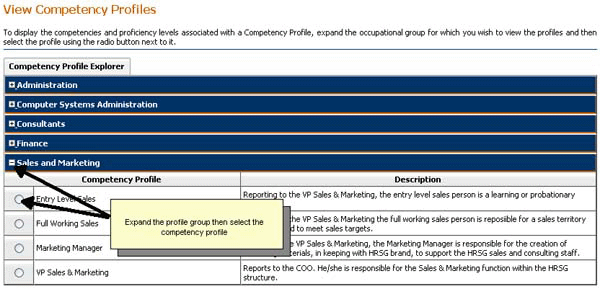 View Competency Profiles
To display the competencies and proficiency levels associated with a Competency Profile, expand the occupational group for which you wish to view the profiles and then
select the profile using the radio button next to it.
Competency Profile Explorer
Administration
Computer Systems Administration
Consultants
Finance
Sales and Marketing
Competency Profile Description
Entry Level Sales Reporting to the VP Sales & Marketing, the entry level sales person is a learning or probationary
Expand the profile group then select the
competency profile
Full Working Sales the VP Sales & Marketing the full working sales person is reposible for a sales territory
d to meet sales targets.
Marketing Manager e VP Sales & Marketing, the Marketing Manager is responsible for the creation of
terials, in keeping with HRSG brand, to support the HRSG sales and consulting staff.
VP Sales & Marketing Reports to the COO. He/she is responsible for the Sales & Marketing function within the HRSG
structure.